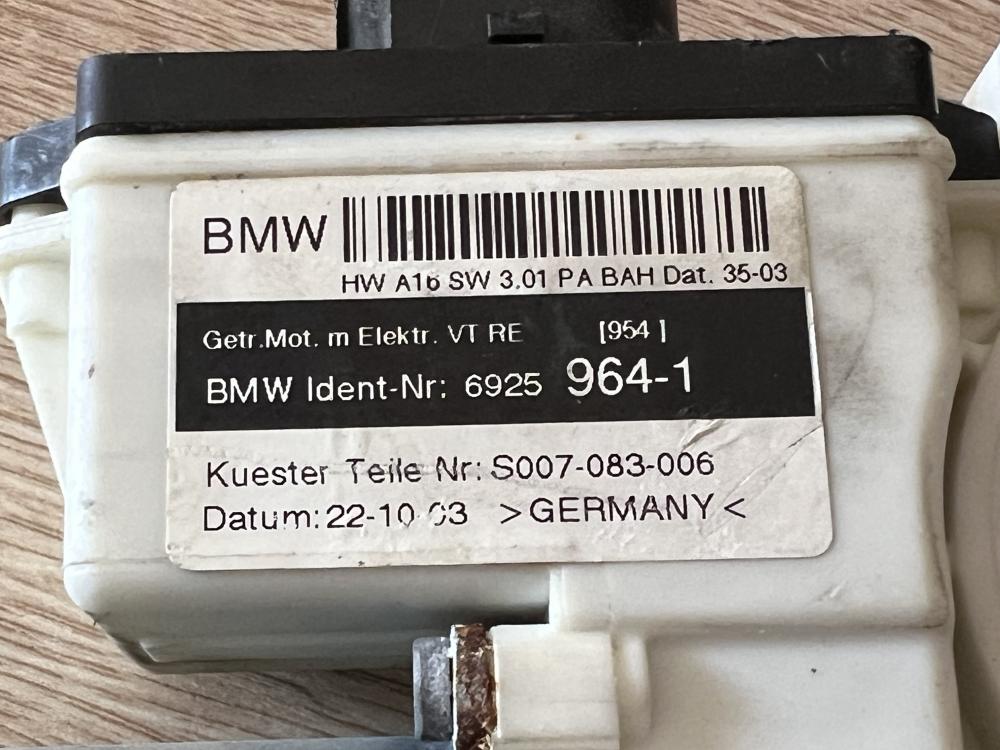 BMW
HW A16 SW 3.01 PA BAH Dat. 35-03
Getr.Mot. m Elektr. VT RE [954 ]
BMW Ident-Nr: 6925 964-1
Kuester Teile Nr: S007-083-006
Datum: 22-10 03 >GERMANY<